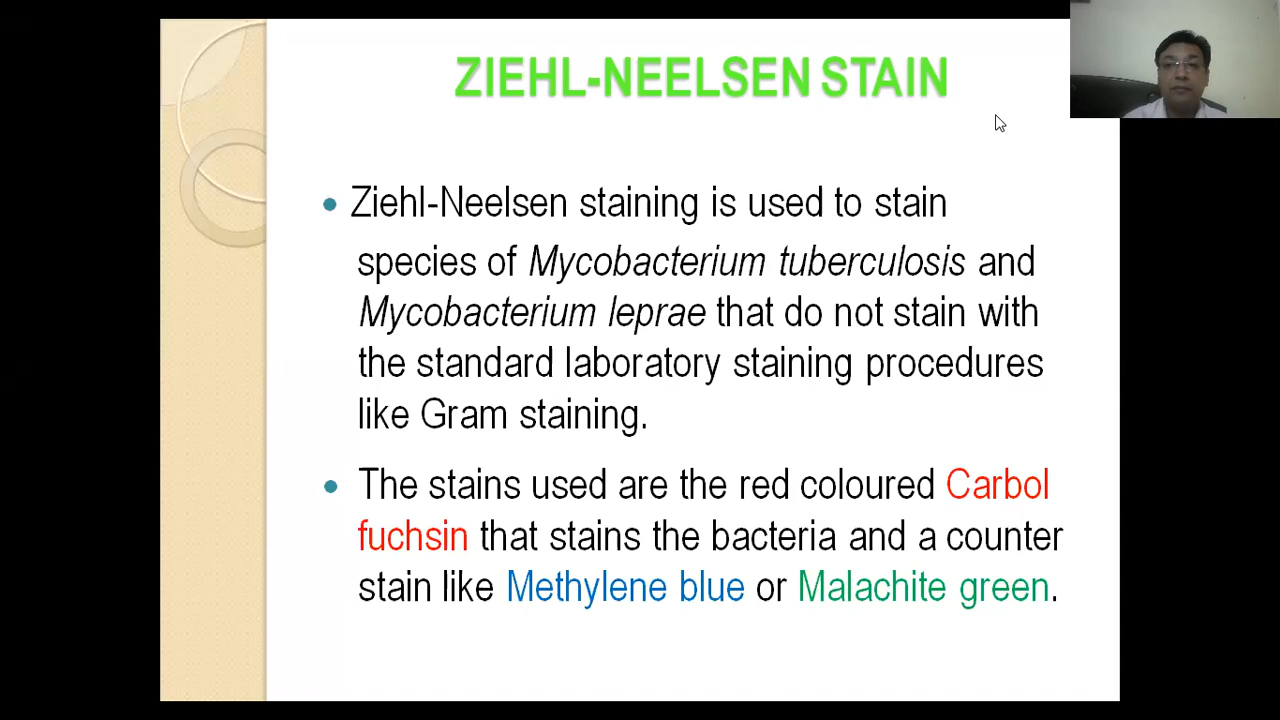 ZIEHL-NEELSEN STAIN
• Ziehl-Neelsen staining is used to stain
species of Mycobacterium tuberculosis and
Mycobacterium leprae that do not stain with
the standard laboratory staining procedures
like Gram staining.
• The stains used are the red coloured Carbol
fuchsin that stains the bacteria and a counter
stain like Methylene blue or Malachite green.